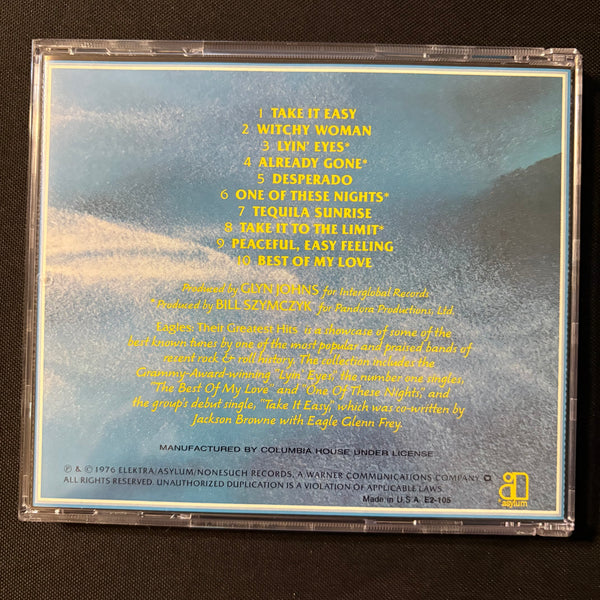 1 TAKE IT EASY
2 WITCHY WOMAN
3 LYIN' EYES*
4 ALREADY GONE*
5 DESPERADO
6 ONE OF THESE NIGHTS*
7 TEQUILA SUNRISE
8 TAKE IT TO THE LIMIT*
9 PEACEFUL, EASY FEELING
10 BEST OF MY LOVE
Produced by GLYN JOHNS for Interglobal Records
*Produced by BILL SZYMCZYK for Pandora Productions, Ltd.
Eagles: Their Greatest Hits is a showcase of some of the
best known tunes by one of the most popular and praised bands of
recent rock & roll history. The collection includes the
Grammy-Award-winning "Lyin' Eyes," the number one singles,
"The Best Of My Love" and "One Of These Nights," and
the group's debut single, "Take It Easy," which was co-written by
Jackson Browne with Eagle Glenn Frey.
MANUFACTURED BY COLUMBIA HOUSE UNDER LICENSE
℗ & © 1976 ELEKTRA/ASYLUM/NONESUCH RECORDS, A WARNER COMMUNICATIONS COMPANY
ALL RIGHTS RESERVED. UNAUTHORIZED DUPLICATION IS A VIOLATION OF APPLICABLE LAWS.
Made in U.S.A. E2-105
asylum